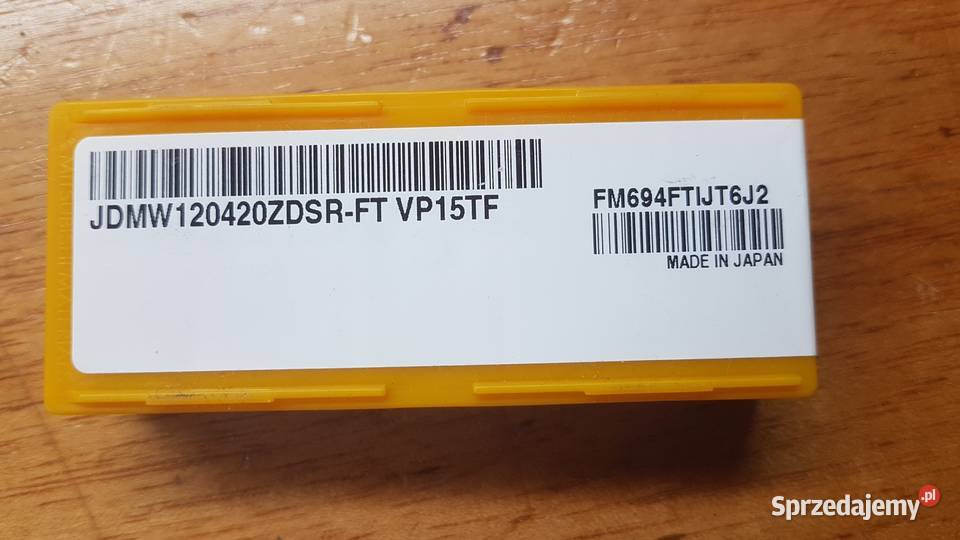 JDMW120420ZDSR-FT VP15TF
FM694FTIJT6J2
MADE IN JAPAN
Sprzedajemy.pl